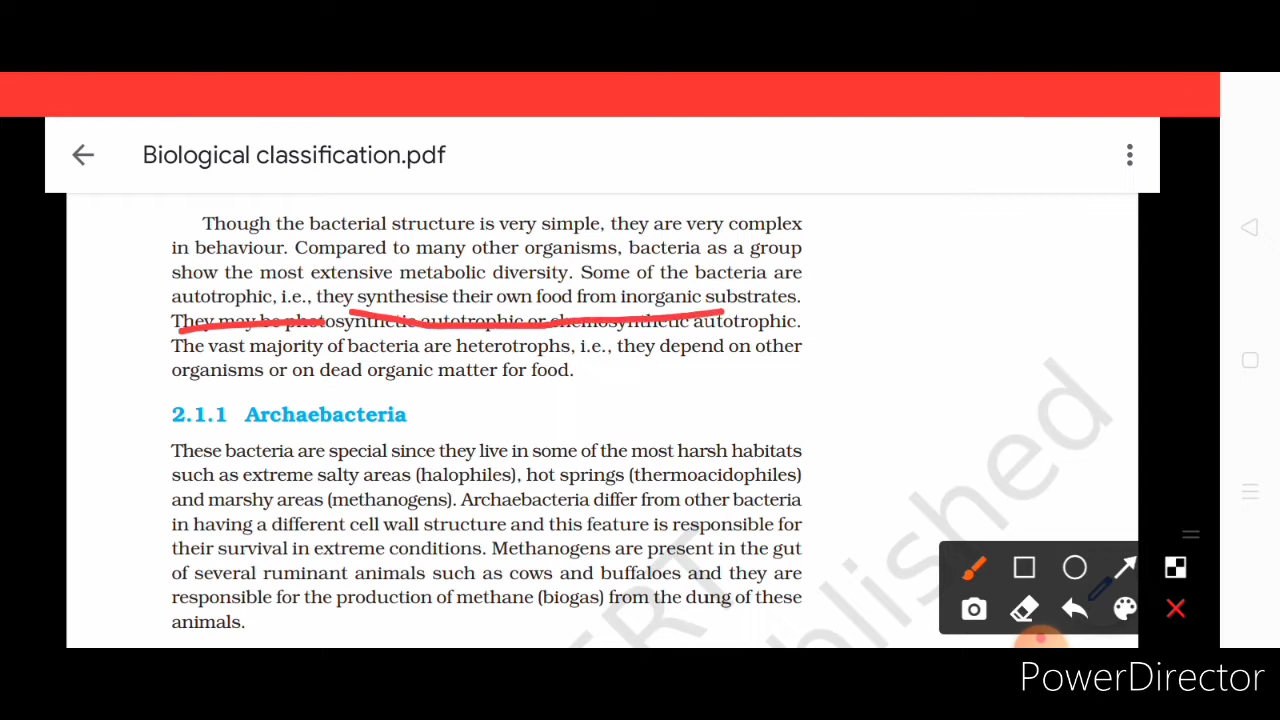 Biological classification.pdf
Though the bacterial structure is very simple, they are very complex
in behaviour. Compared to many other organisms, bacteria as a group
show the most extensive metabolic diversity. Some of the bacteria are
autotrophic, i.e., they synthesise their own food from inorganic substrates.
They may be photosynthetic autotrophic or chemosynthetic autotrophic.
The vast majority of bacteria are heterotrophs, i.e., they depend on other
organisms or on dead organic matter for food.
2.1.1 Archaebacteria
These bacteria are special since they live in some of the most harsh habitats
such as extreme salty areas (halophiles), hot springs (thermoacidophiles)
and marshy areas (methanogens). Archaebacteria differ from other bacteria
in having a different cell wall structure and this feature is responsible for
their survival in extreme conditions. Methanogens are present in the gut
of several ruminant animals such as cows and buffaloes and they are
responsible for the production of methane (biogas) from the dung of these
animals.
PowerDirector